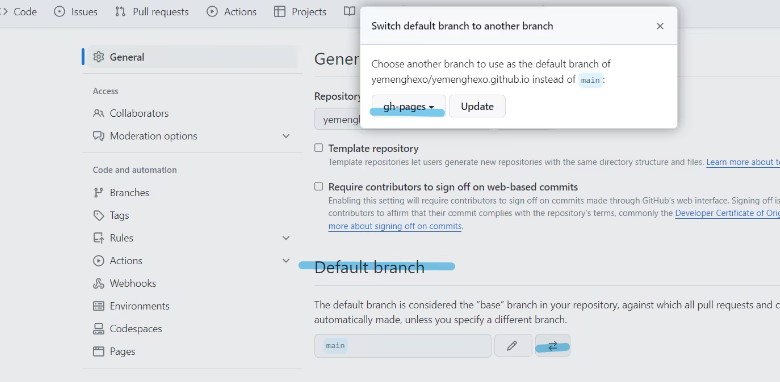 Code
Issues
Pull requests
Actions
Projects
Switch default branch to another branch
Choose another branch to use as the default branch of
yemenghexo/yemenghexo.github.io instead of main:
gh-pages
Update
General
Access
Collaborators
Moderation options
Code and automation
Branches
Tags
Rules
Actions
Webhooks
Environments
Codespaces
Pages
Gener
Repository
yemengh
Template repository
Template repositories let users generate new repositories with the same directory structure and files. Learn more about te
Require contributors to sign off on web-based commits
Enabling this setting will require contributors to sign off on commits made through GitHub's web interface. Signing off is
contributors to affirm that their commit complies with the repository's terms, commonly the Developer Certificate of Orig
more about signing off on commits.
Default branch
The default branch is considered the "base" branch in your repository, against which all pull requests and c
automatically made, unless you specify a different branch.
main